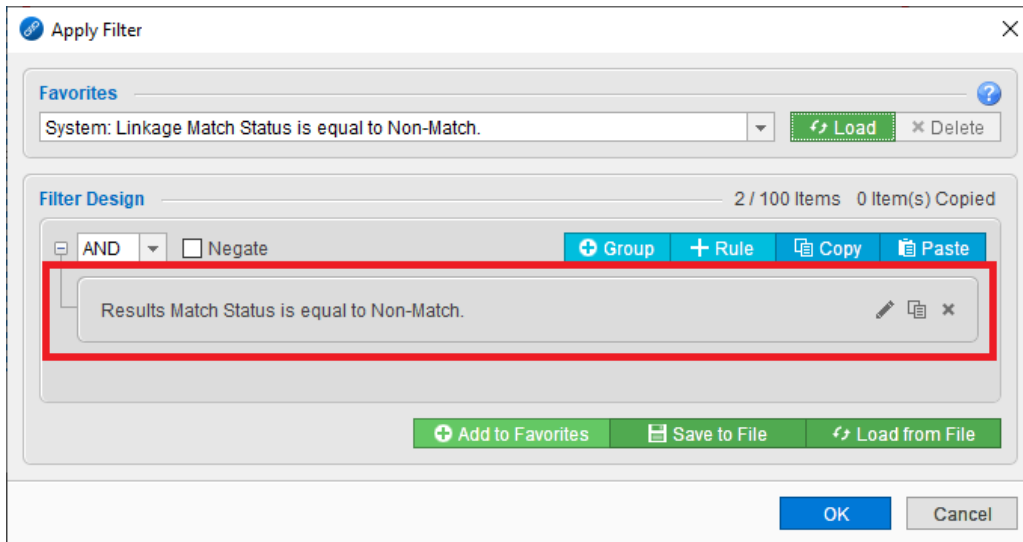 Apply Filter
Favorites
System: Linkage Match Status is equal to Non-Match.
Load
Delete
Filter Design
2 / 100 Items 0 Item(s) Copied
AND
Negate
Group
Rule
Copy
Paste
Results Match Status is equal to Non-Match.
Add to Favorites
Save to File
Load from File
OK
Cancel